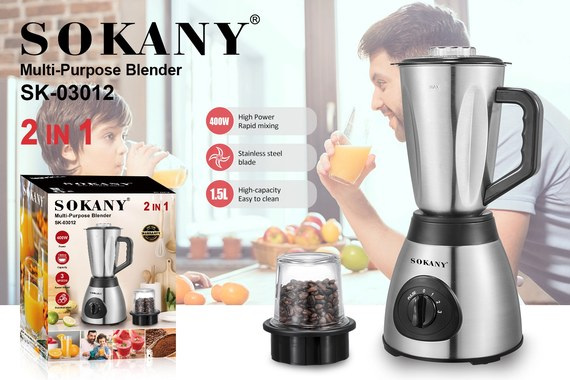 SOKANY®
Multi-Purpose Blender
SK-03012
2 IN 1
400W
High Power
Rapid mixing
Stainless steel
blade
1.5L
High-capacity
Easy to clean
SOKANY®
2 IN 1
Multi-Purpose Blender
SK-03012
400W
SOKANY